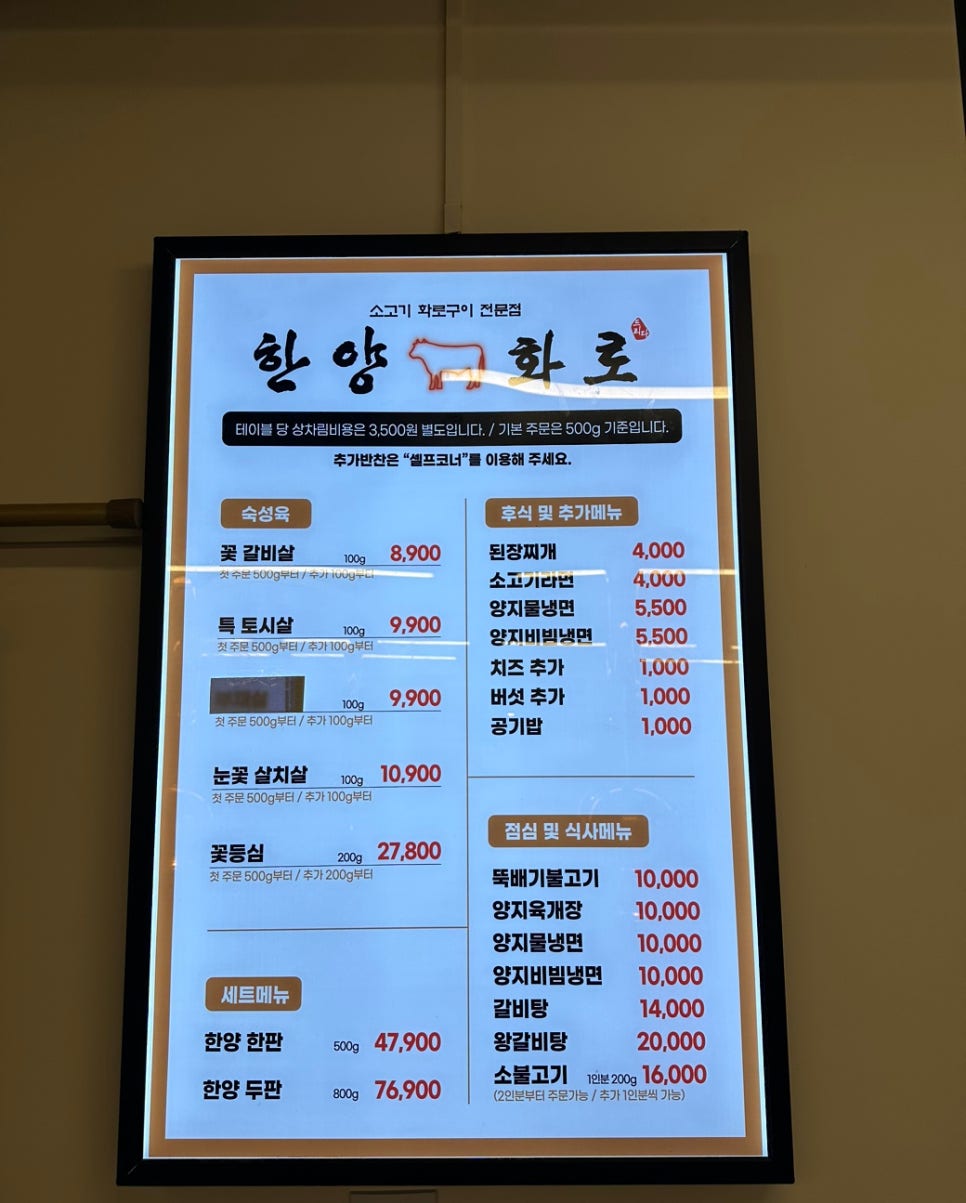 소고기 화로구이 전문점
한양 화로
테이블 당 상차림비용은 3,500원 별도입니다. / 기본 주문은 500g 기준입니다.
추가반찬은 “셀프코너”를 이용해 주세요.
숙성육
꽃 갈비살 100g 8,900
첫 주문 500g부터 / 추가 100g부터
특 토시살 100g 9,900
첫 주문 500g부터 / 추가 100g부터
100g 9,900
첫 주문 500g부터 / 추가 100g부터
눈꽃 살치살 100g 10,900
첫 주문 500g부터 / 추가 100g부터
꽃등심 200g 27,800
첫 주문 500g부터 / 추가 200g부터
세트메뉴
한양 한판 500g 47,900
한양 두판 800g 76,900
후식 및 추가메뉴
된장찌개 4,000
소고기라면 4,000
양지물냉면 5,500
양지비빔냉면 5,500
치즈 추가 1,000
버섯 추가 1,000
공기밥 1,000
점심 및 식사메뉴
뚝배기불고기 10,000
양지육개장 10,000
양지물냉면 10,000
양지비빔냉면 10,000
갈비탕 14,000
왕갈비탕 20,000
소불고기 1인분 200g 16,000
(2인분부터 주문가능 / 추가 1인분씩 가능)